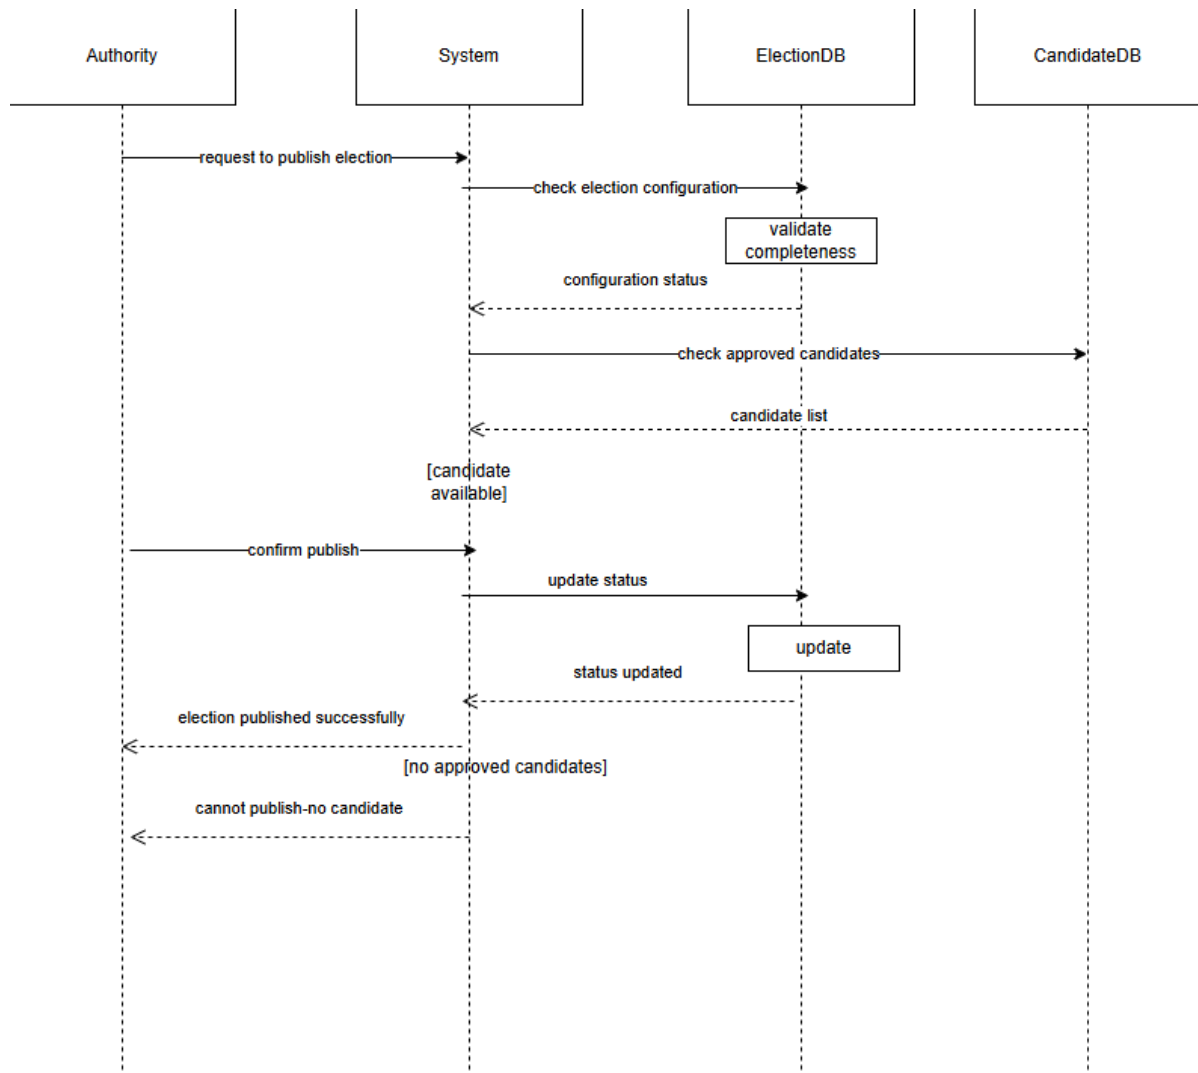 Authority
System
ElectionDB
CandidateDB
request to publish election
check election configuration
validate
completeness
configuration status
check approved candidates
candidate list
[candidate
available]
confirm publish
update status
update
status updated
election published successfully
[no approved candidates]
cannot publish-no candidate